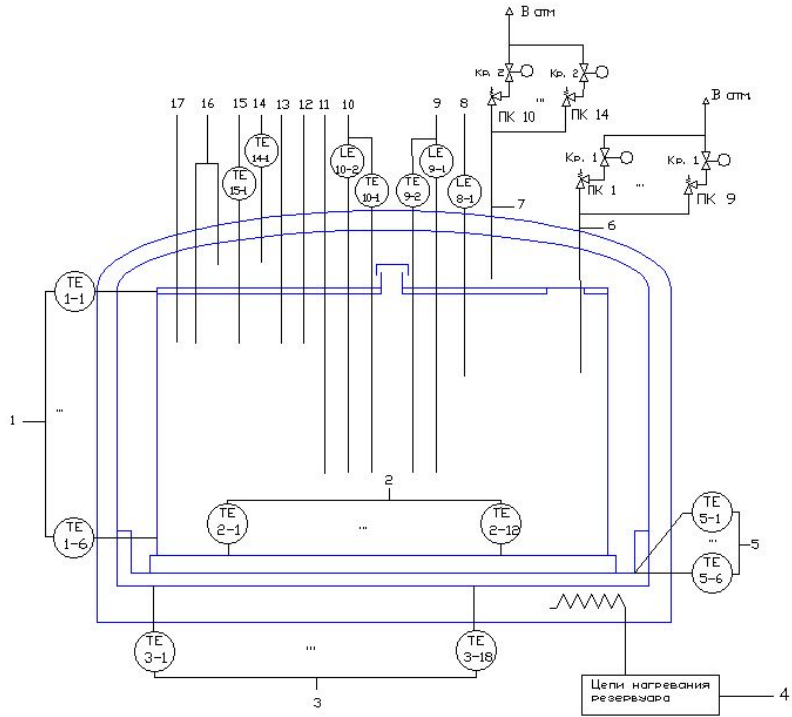 В атм
Кр. 2
Кр. 2
ПК 10
...
ПК 14
В атм.
Кр. 1
Кр. 1
ПК 1
...
ПК 9
17
16
15
14
13
12
11
10
9
8
TE
14-1
TE
15-1
LE
10-2
TE
10-1
TE
9-2
LE
9-1
LE
8-1
7
6
TE
1-1
...
1
TE
1-6
2
TE
2-1
...
TE
2-12
TE
5-1
...
TE
5-6
5
TE
3-1
...
TE
3-18
3
Цепи нагревания
резервуара
4